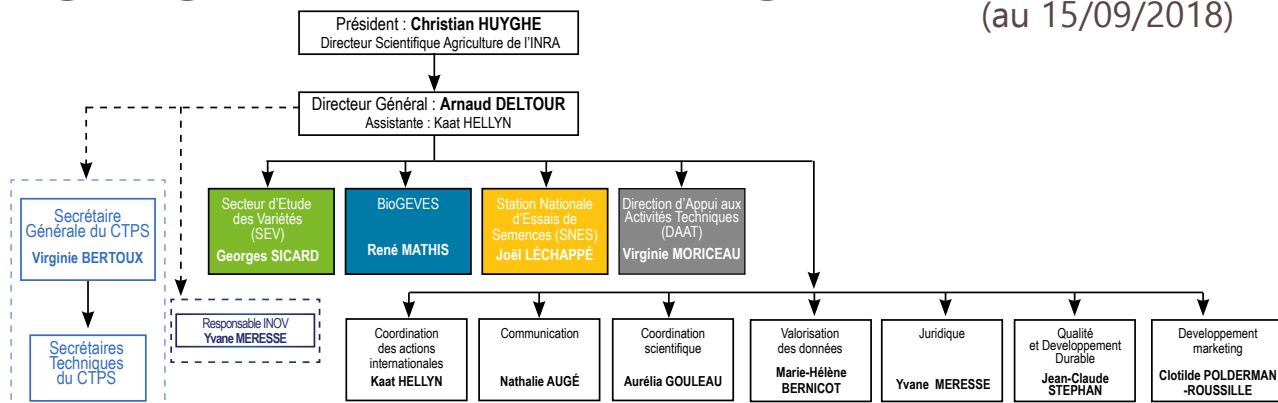 (au 15/09/2018)
Président : Christian HUYGHE
Directeur Scientifique Agriculture de l'INRA
Directeur Général : Arnaud DELTOUR
Assistante : Kaat HELLYN
Secrétaire
Générale du CTPS
Virginie BERTOUX
Secrétaires
Techniques
du CTPS
Responsable INOV
Yvane MERESSE
Secteur d'Etude
des Variétés
(SEV)
Georges SICARD
BioGEVES
René MATHIS
Station Nationale
d'Essais de
Semences (SNES)
Joël LÉCHAPPÉ
Direction d'Appui aux
Activités Techniques
(DAAT)
Virginie MORICEAU
Coordination
des actions
internationales
Kaat HELLYN
Communication
Nathalie AUGÉ
Coordination
scientifique
Aurélia GOULEAU
Valorisation
des données
Marie-Hélène
BERNICOT
Juridique
Yvane MERESSE
Qualité
et Developpement
Durable
Jean-Claude
STEPHAN
Developpement
marketing
Clotilde POLDERMAN
-ROUSSILLE